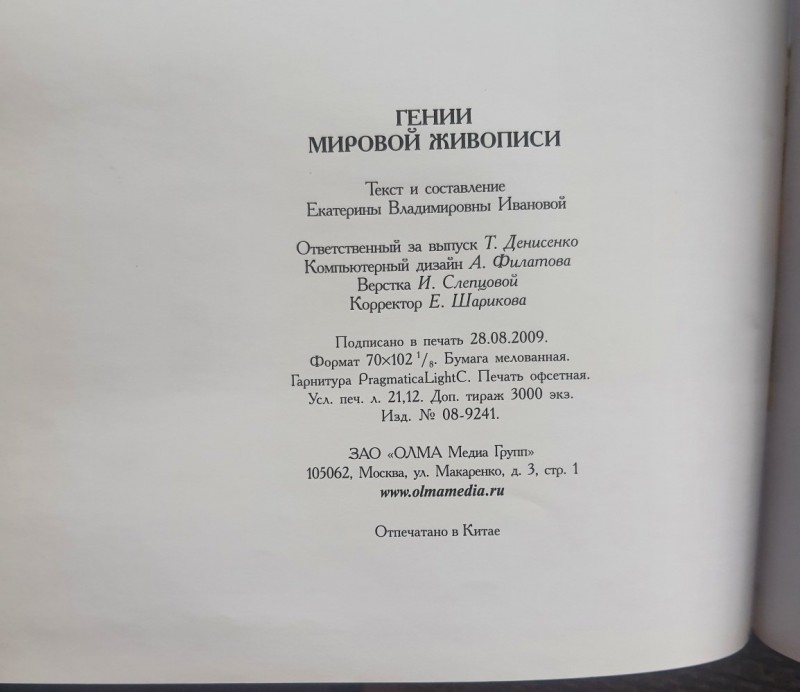 ГЕНИИ
МИРОВОЙ ЖИВОПИСИ
Текст и составление
Екатерины Владимировны Ивановой
Ответственный за выпуск Т. Денисенко
Компьютерный дизайн А. Филатова
Верстка И. Слепцовой
Корректор Е. Шарикова
Подписано в печать 28.08.2009.
Формат 70×102 1/8. Бумага мелованная.
Гарнитура PragmaticaLightC. Печать офсетная.
Усл. печ. л. 21,12. Доп. тираж 3000 экз.
Изд. № 08-9241.
ЗАО «ОЛМА Медиа Групп»
105062, Москва, ул. Макаренко, д. 3, стр. 1
www.olmamedia.ru
Отпечатано в Китае